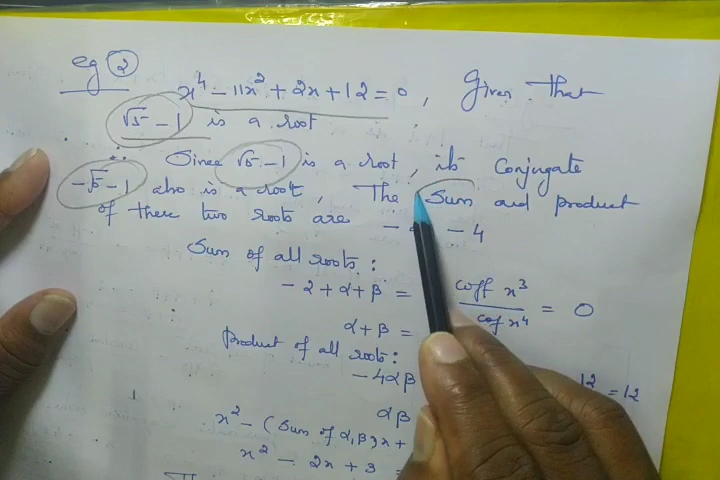 eg ②
x⁴ - 11x² + 2x + 12 = 0, Given that
√5 - 1 is a root
∴ Since √5 - 1 is a root, its Conjugate
-√5 - 1 also is a root, The Sum and product
of these two roots are - - 4
Sum of all roots:
-2 + α + β = coff x³ / cof x⁴ = 0
α + β =
Product of all roots:
-4αβ 12 = 12
αβ
x² - (Sum of α, β)x +
x² - 2x + 3 =